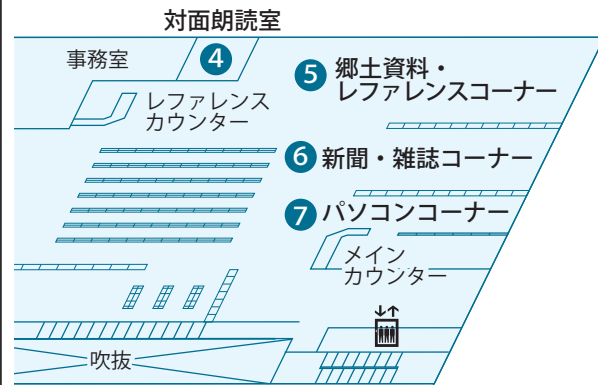 対面朗読室
事務室
4
レファレンス
カウンター
5 郷土資料・
レファレンスコーナー
6 新聞・雑誌コーナー
7 パソコンコーナー
メイン
カウンター
吹抜